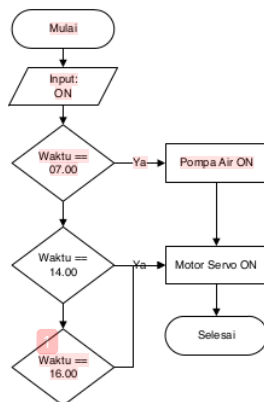 Mulai
Input:
ON
Waktu ==
07.00
Ya
Pompa Air ON
Waktu ==
14.00
Ya
Motor Servo ON
Selesai
Waktu ==
16.00